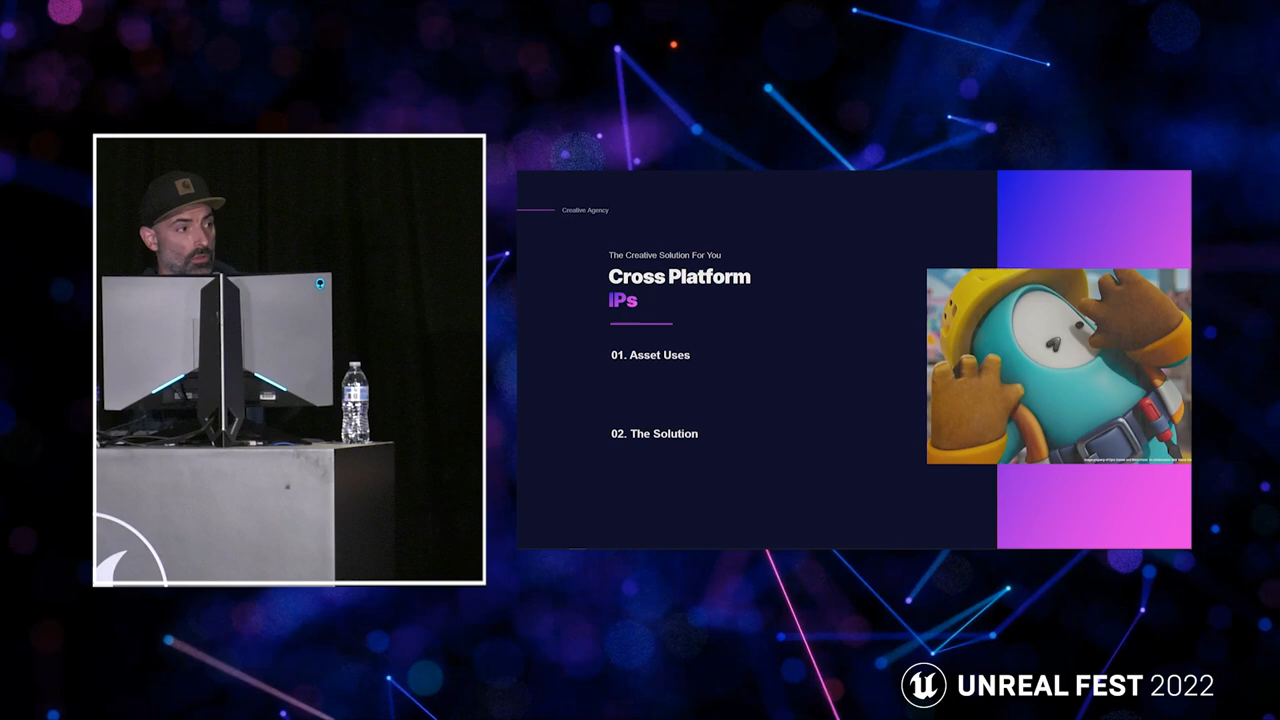 Creative Agency
The Creative Solution For You
Cross Platform
IPs
01. Asset Uses
02. The Solution
UNREAL FEST 2022